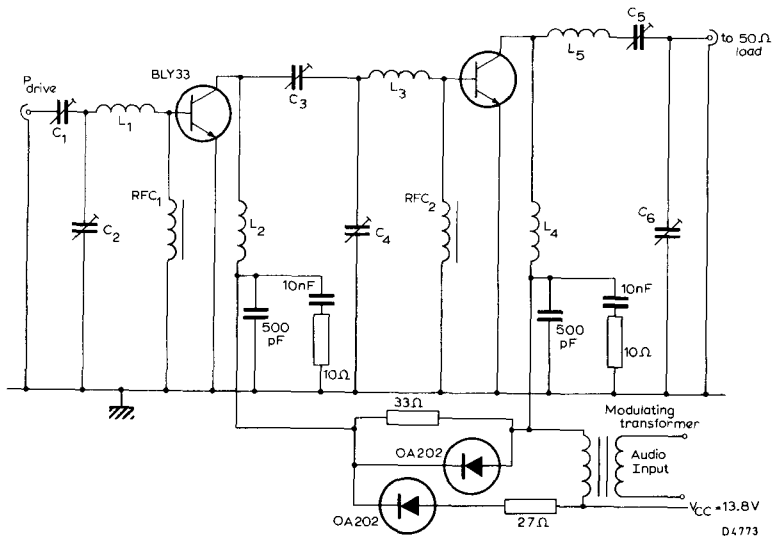 P drive
C1
L1
C2
BLY33
RFC1
L2
500 pF
10nF
10Ω
C3
L3
C4
RFC2
L4
500 pF
10nF
10Ω
L5
C5
C6
to 50Ω
load
33Ω
OA202
OA202
27Ω
Modulating
transformer
Audio
Input
VCC=13.8V
D4773